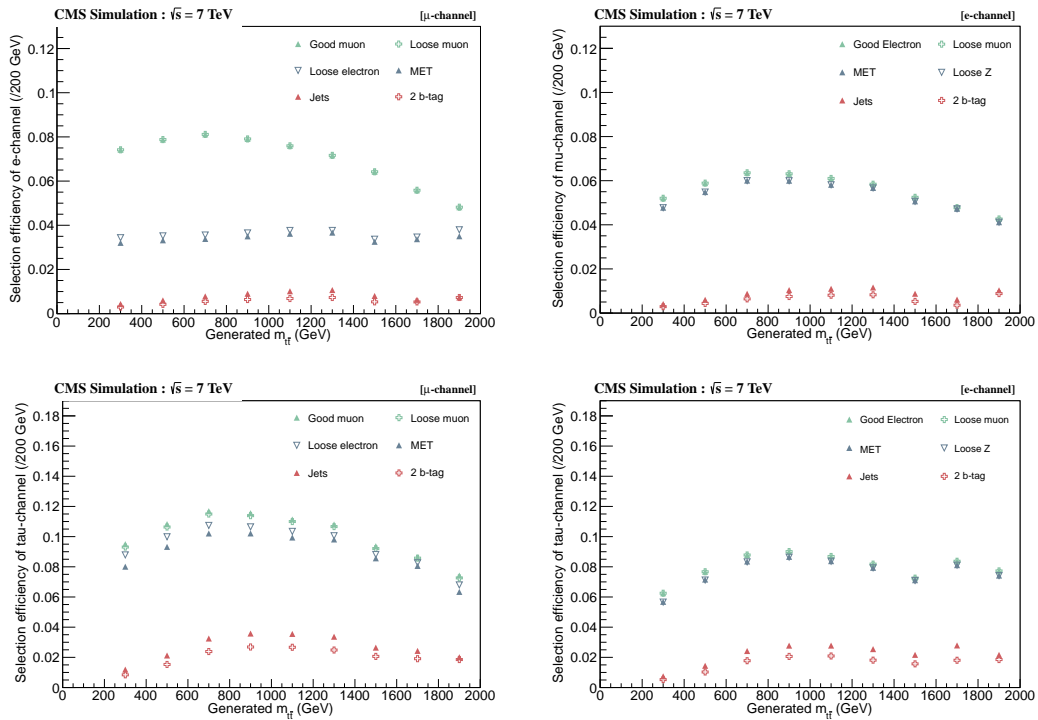 CMS Simulation : √s = 7 TeV [μ-channel]
Selection efficiency of e-channel (/200 GeV)
Good muon Loose muon
Loose electron MET
Jets 2 b-tag
0.12
0.1
0.08
0.06
0.04
0.02
0
0 200 400 600 800 1000 1200 1400 1600 1800 2000
Generated m_tt̄ (GeV)
CMS Simulation : √s = 7 TeV [e-channel]
Selection efficiency of mu-channel (/200 GeV)
Good Electron Loose muon
MET Loose Z
Jets 2 b-tag
0.12
0.1
0.08
0.06
0.04
0.02
0
0 200 400 600 800 1000 1200 1400 1600 1800 2000
Generated m_tt̄ (GeV)
CMS Simulation : √s = 7 TeV [μ-channel]
Selection efficiency of tau-channel (/200 GeV)
Good muon Loose muon
Loose electron MET
Jets 2 b-tag
0.18
0.16
0.14
0.12
0.1
0.08
0.06
0.04
0.02
0
0 200 400 600 800 1000 1200 1400 1600 1800 2000
Generated m_tt̄ (GeV)
CMS Simulation : √s = 7 TeV [e-channel]
Selection efficiency of tau-channel (/200 GeV)
Good Electron Loose muon
MET Loose Z
Jets 2 b-tag
0.18
0.16
0.14
0.12
0.1
0.08
0.06
0.04
0.02
0
0 200 400 600 800 1000 1200 1400 1600 1800 2000
Generated m_tt̄ (GeV)